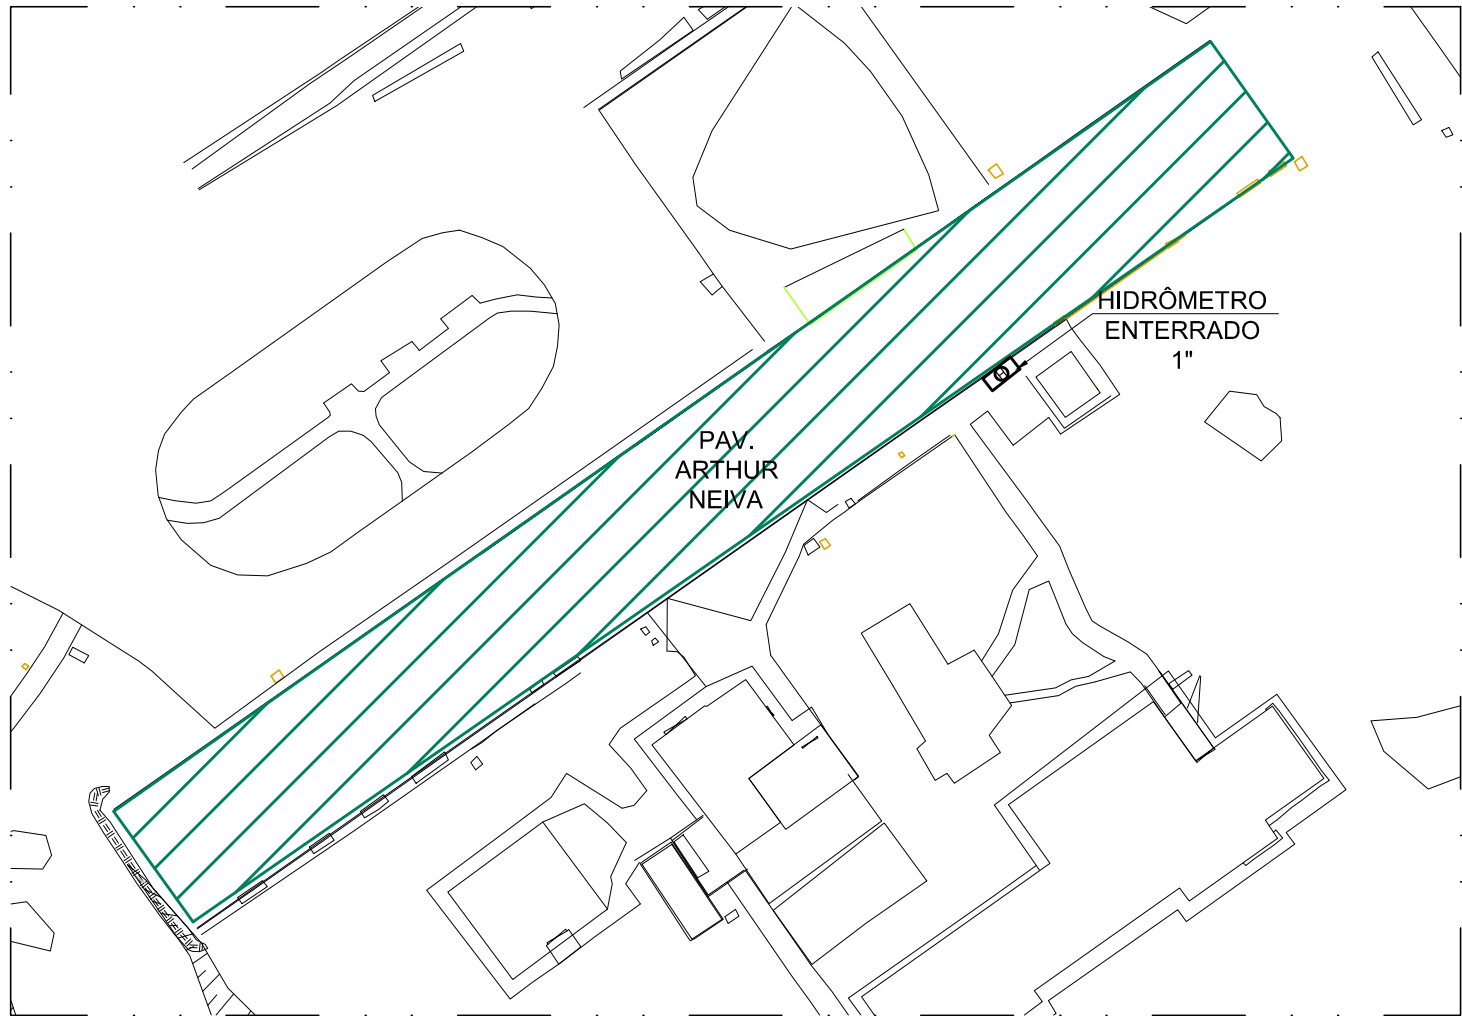 HIDRÔMETRO
ENTERRADO
1"
H
PAV.
ARTHUR
NEIVA